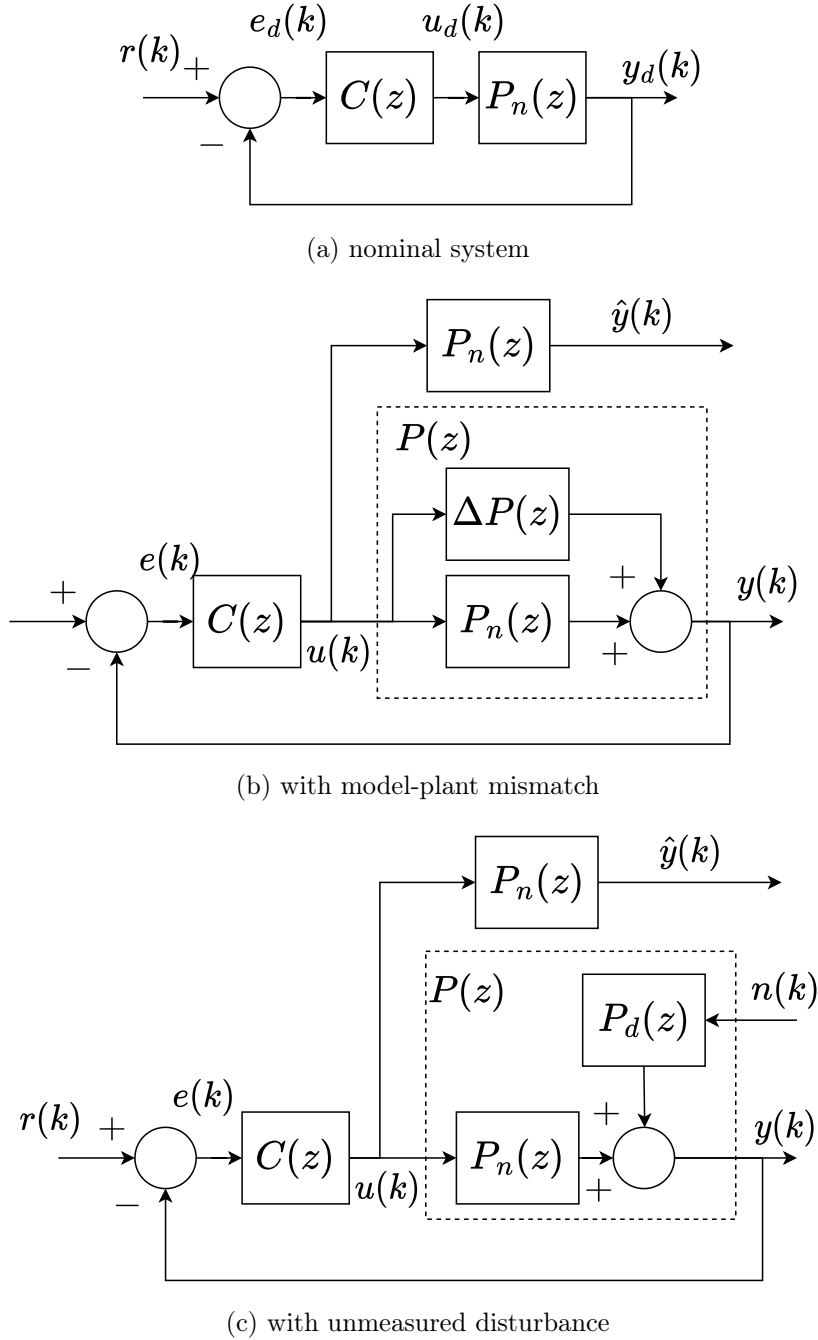 e_d(k) u_d(k)
r(k) + y_d(k)
C(z) P_n(z)
−
(a) nominal system
ŷ(k)
P_n(z)
P(z)
ΔP(z)
e(k)
+ + y(k)
C(z) P_n(z)
− u(k) +
(b) with model-plant mismatch
ŷ(k)
P_n(z)
P(z) n(k)
P_d(z)
e(k)
r(k) + + y(k)
C(z) P_n(z)
− u(k) +
(c) with unmeasured disturbance